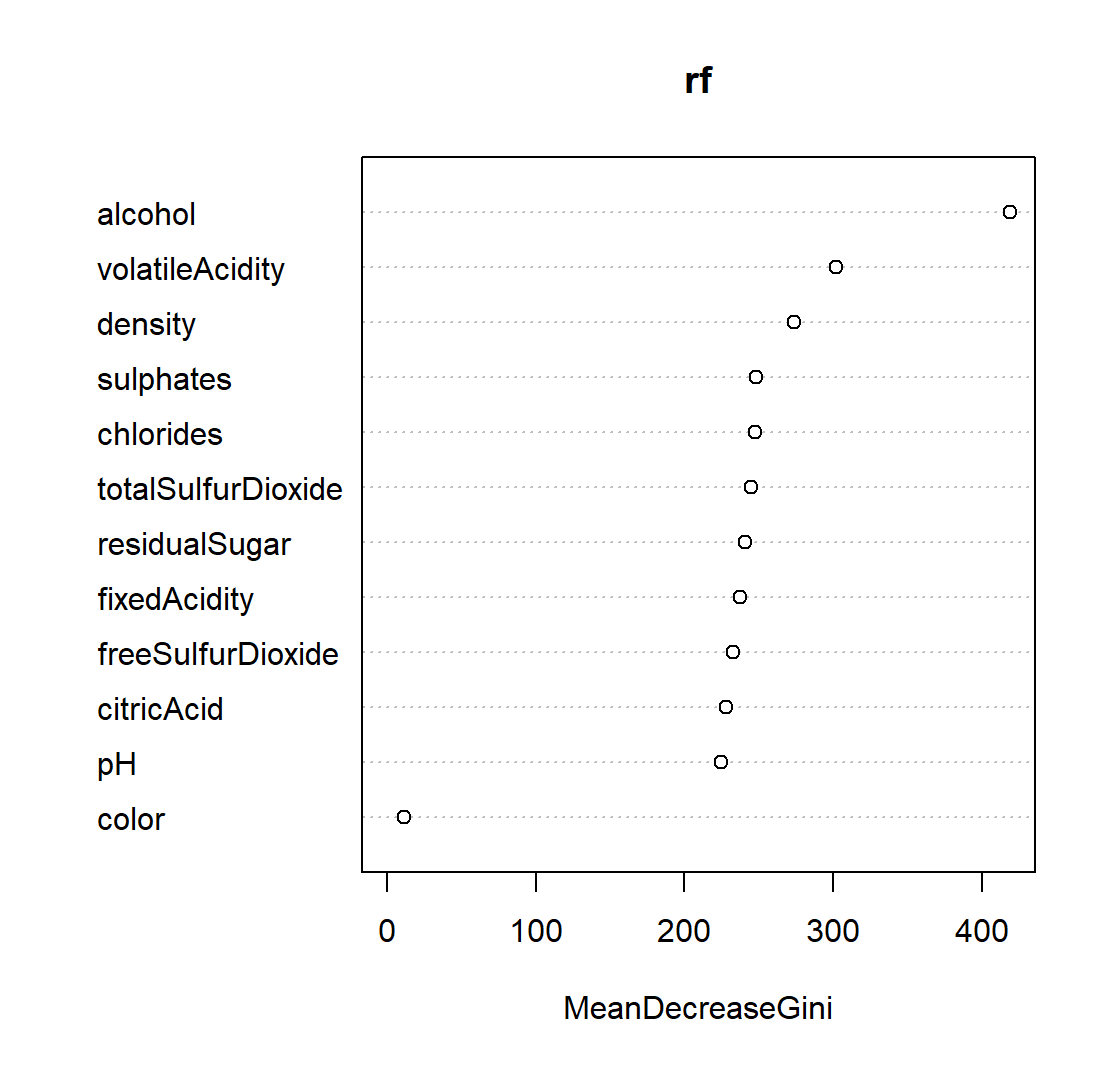 rf
alcohol
volatileAcidity
density
sulphates
chlorides
totalSulfurDioxide
residualSugar
fixedAcidity
freeSulfurDioxide
citricAcid
pH
color
0 100 200 300 400
MeanDecreaseGini